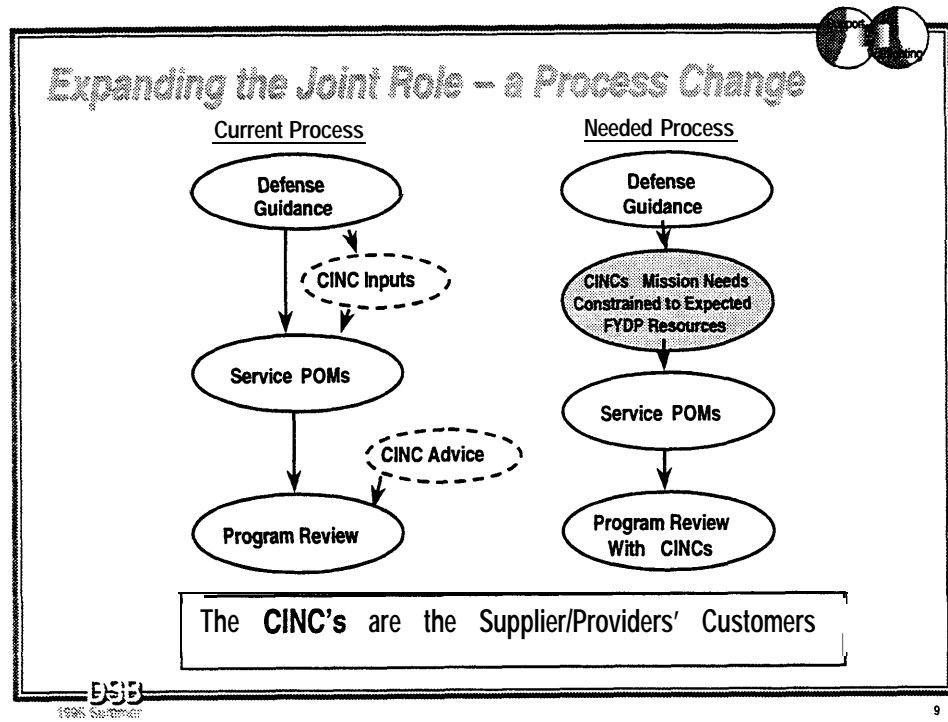 Support
Expanding the Joint Role – a Process Change
Current Process
Defense
Guidance
CINC Inputs
Service POMs
CINC Advice
Program Review
Needed Process
Defense
Guidance
CINCs Mission Needs
Constrained to Expected
FYDP Resources
Service POMs
Program Review
With CINCs
The CINC's are the Supplier/Providers' Customers
DSB
9